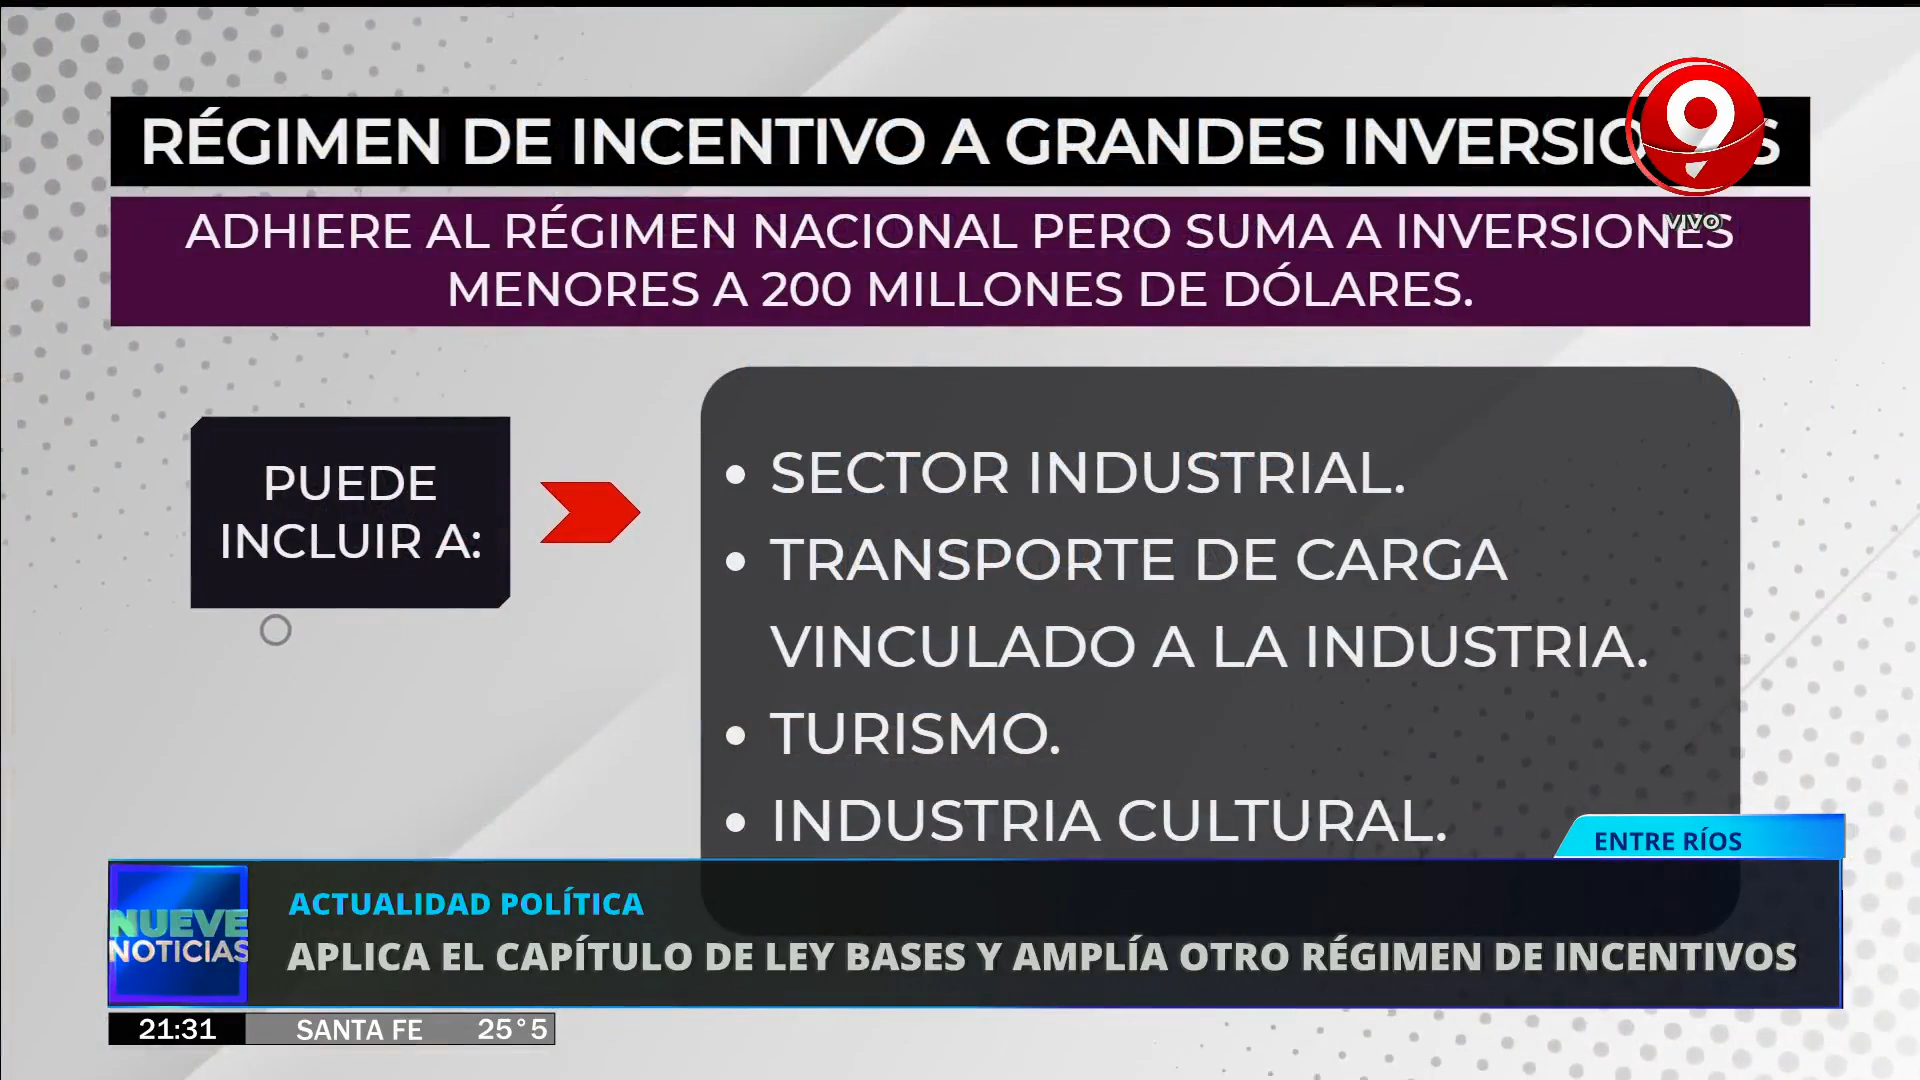 RÉGIMEN DE INCENTIVO A GRANDES INVERSIO S
9
ADHIERE AL RÉGIMEN NACIONAL PERO SUMA A INVERSIONES
VIVO
MENORES A 200 MILLONES DE DÓLARES.
PUEDE
INCLUIR A:
• SECTOR INDUSTRIAL.
• TRANSPORTE DE CARGA
VINCULADO A LA INDUSTRIA.
• TURISMO.
• INDUSTRIA CULTURAL.
ENTRE RÍOS
NUEVE
NOTICIAS
ACTUALIDAD POLÍTICA
APLICA EL CAPÍTULO DE LEY BASES Y AMPLÍA OTRO RÉGIMEN DE INCENTIVOS
21:31 SANTA FE 25°5